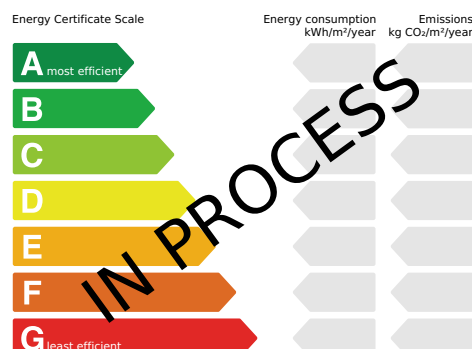 Energy Certificate Scale
Energy consumption
kWh/m²/year
Emissions
kg CO₂/m²/year
A most efficient
B
C
D
E
F
G least efficient
IN PROCESS